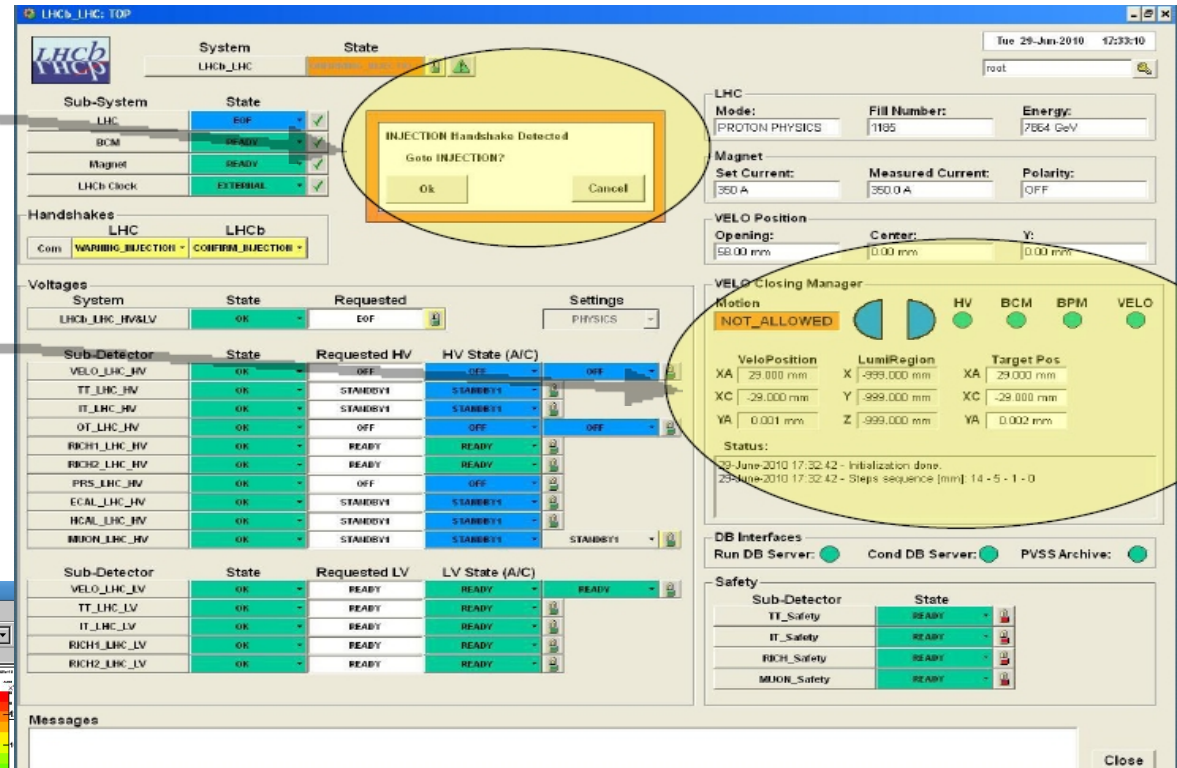 LHCb_LHC: TOP
LHCb
LHCp
System State
LHCb_LHC
Tue 29-Jun-2010 17:33:10
root
Sub-System State
LHC EOF
BCM READY
Magnet READY
LHCb Clock EXTERNAL
INJECTION Handshake Detected
Goto INJECTION?
Ok Cancel
Handshakes
LHC LHCb
Com WARNING_INJECTION CONFIRM_INJECTION
LHC
Mode: Fill Number: Energy:
PROTON PHYSICS 1185 7864 GeV
Magnet
Set Current: Measured Current: Polarity:
350 A 350.0 A OFF
VELO Position
Opening: Center: Y:
58.00 mm 0.00 mm 0.00 mm
Voltages
System State Requested Settings
LHCb_LHC_HV&LV OK EOF PHYSICS
Sub-Detector State Requested HV HV State (A/C)
VELO_LHC_HV OK OFF OFF OFF
TT_LHC_HV OK STANDBY1 STANDBY1
IT_LHC_HV OK STANDBY1 STANDBY1
OT_LHC_HV OK OFF OFF OFF
RICH1_LHC_HV OK READY READY
RICH2_LHC_HV OK READY READY
PRS_LHC_HV OK OFF OFF
ECAL_LHC_HV OK STANDBY1 STANDBY1
HCAL_LHC_HV OK STANDBY1 STANDBY1
MUON_LHC_HV OK STANDBY1 STANDBY1 STANDBY1
Sub-Detector State Requested LV LV State (A/C)
VELO_LHC_LV OK READY READY READY
TT_LHC_LV OK READY READY
IT_LHC_LV OK READY READY
RICH1_LHC_LV OK READY READY
RICH2_LHC_LV OK READY READY
VELO Closing Manager
Motion HV BCM BPM VELO
NOT_ALLOWED
VeloPosition LumiRegion Target Pos
XA 29.000 mm X -999.000 mm XA 29.000 mm
XC -29.000 mm Y -999.000 mm XC -29.000 mm
YA 0.001 mm Z -999.000 mm YA 0.002 mm
Status:
29-June-2010 17:32:42 - Initialization done.
29-June-2010 17:32:42 - Steps sequence [mm]: 14 - 5 - 1 - 0
DB Interfaces
Run DB Server: Cond DB Server: PVSS Archive:
Safety
Sub-Detector State
TT_Safety READY
IT_Safety READY
RICH_Safety READY
MUON_Safety READY
Messages
Close